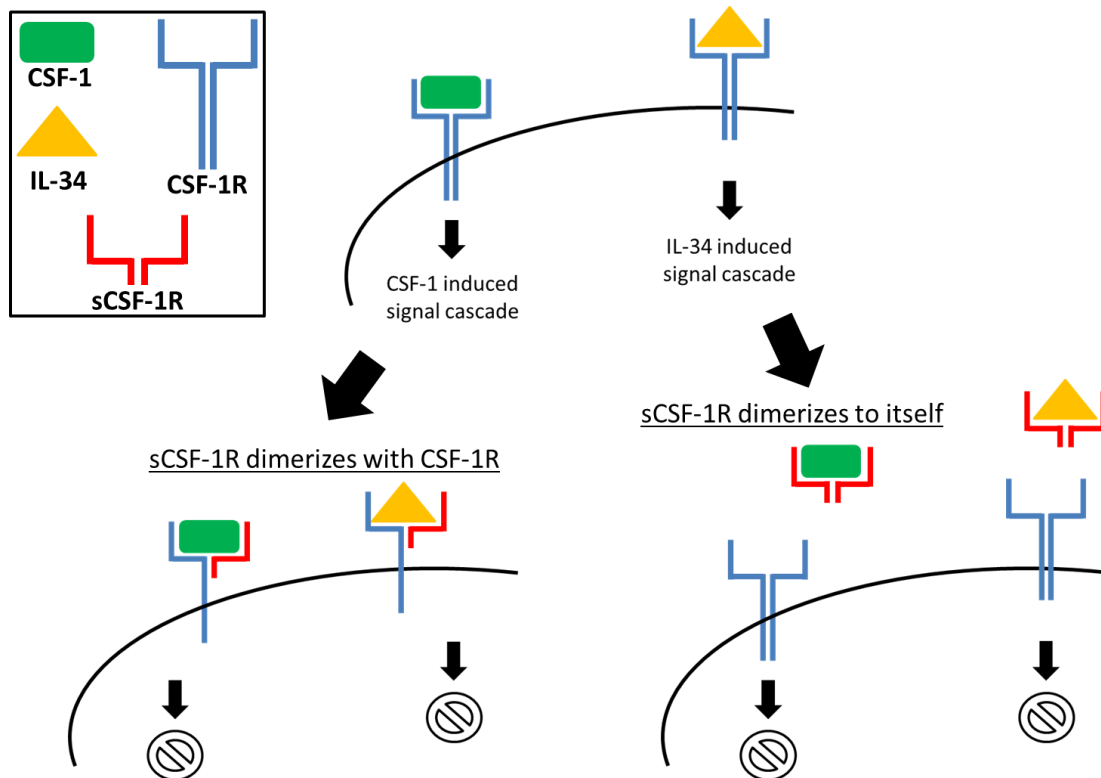 CSF-1
IL-34
CSF-1R
sCSF-1R
CSF-1 induced
signal cascade
IL-34 induced
signal cascade
sCSF-1R dimerizes with CSF-1R
sCSF-1R dimerizes to itself